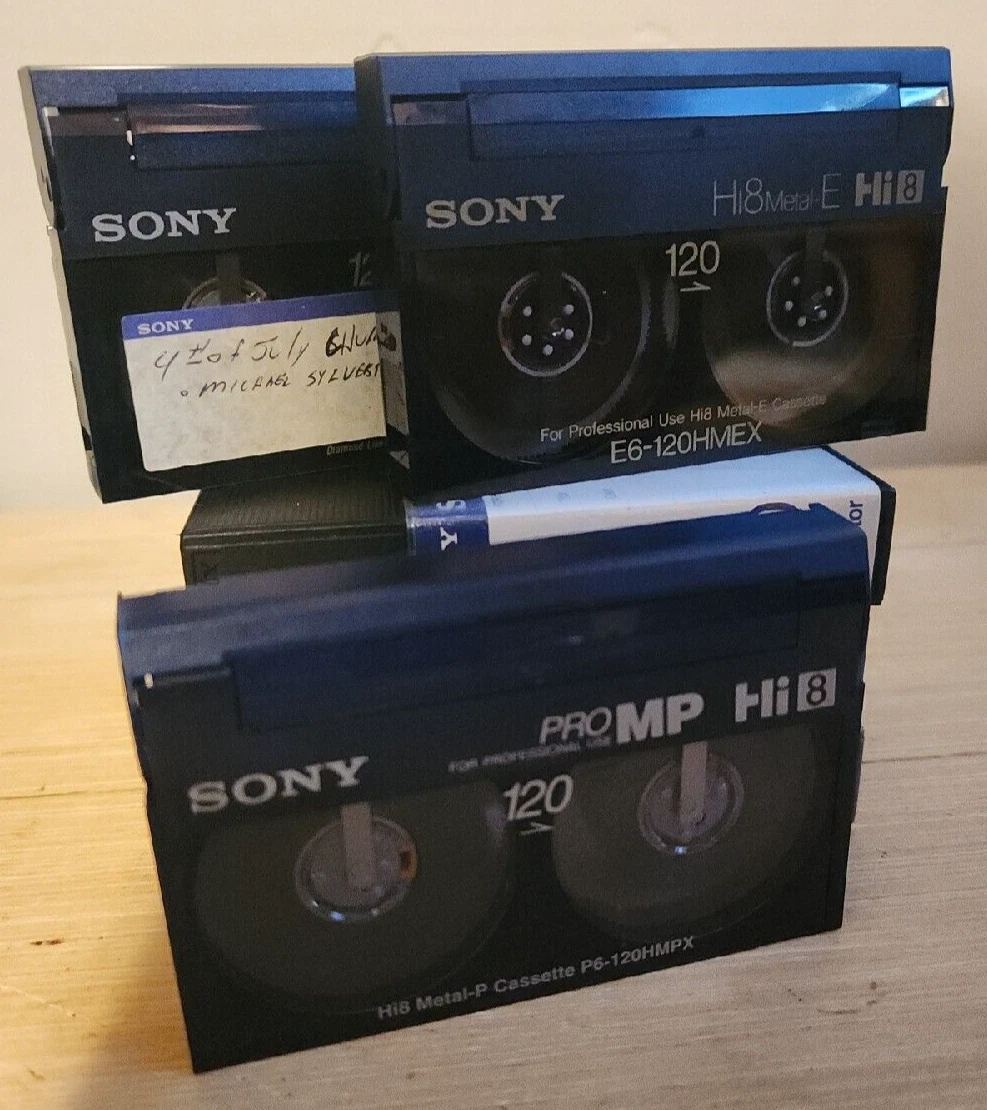 SONY
12
SONY
4TH of July
. MICHAEL SYLVEST
SONY
Hi8 Metal-E Hi8
120
For Professional Use Hi8 Metal-E Cassette
E6-120HMEX
Y S
tor
PRO MP Hi8
FOR PROFESSIONAL USE
SONY
120
Hi8 Metal-P Cassette P6-120HMPX